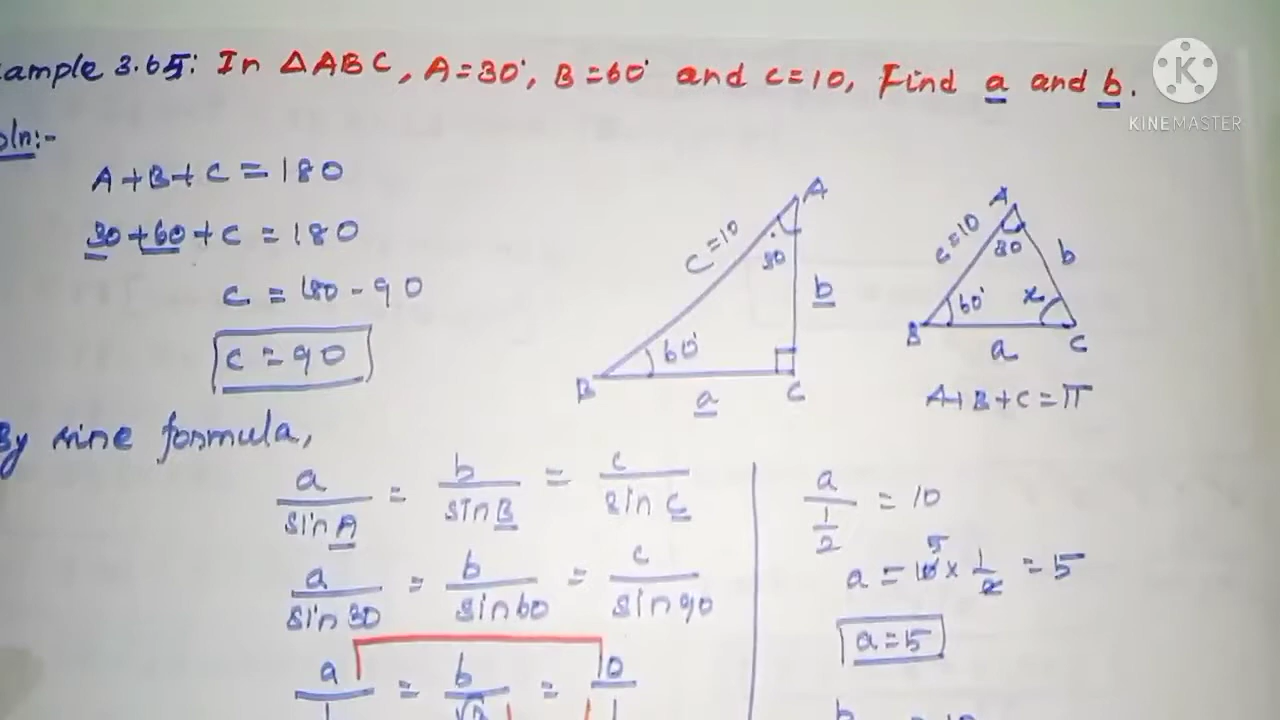 ample 3.65: In ΔABC, A=30°, B=60° and c=10, Find a and b.
KINEMASTER
oln:-
A+B+C = 180
30+60+C = 180
C = 180-90
C = 90
A
C=10
30
b
60°
B
a
C
A
c=10
30
b
60°
x
B
a
C
A+B+C=π
By sine formula,
a/sinA = b/sinB = c/sinC
a/sin30 = b/sin60 = c/sin90
a = b = 10
a/(1/2) = 10
a = 10 5 × 1/2 = 5
a=5